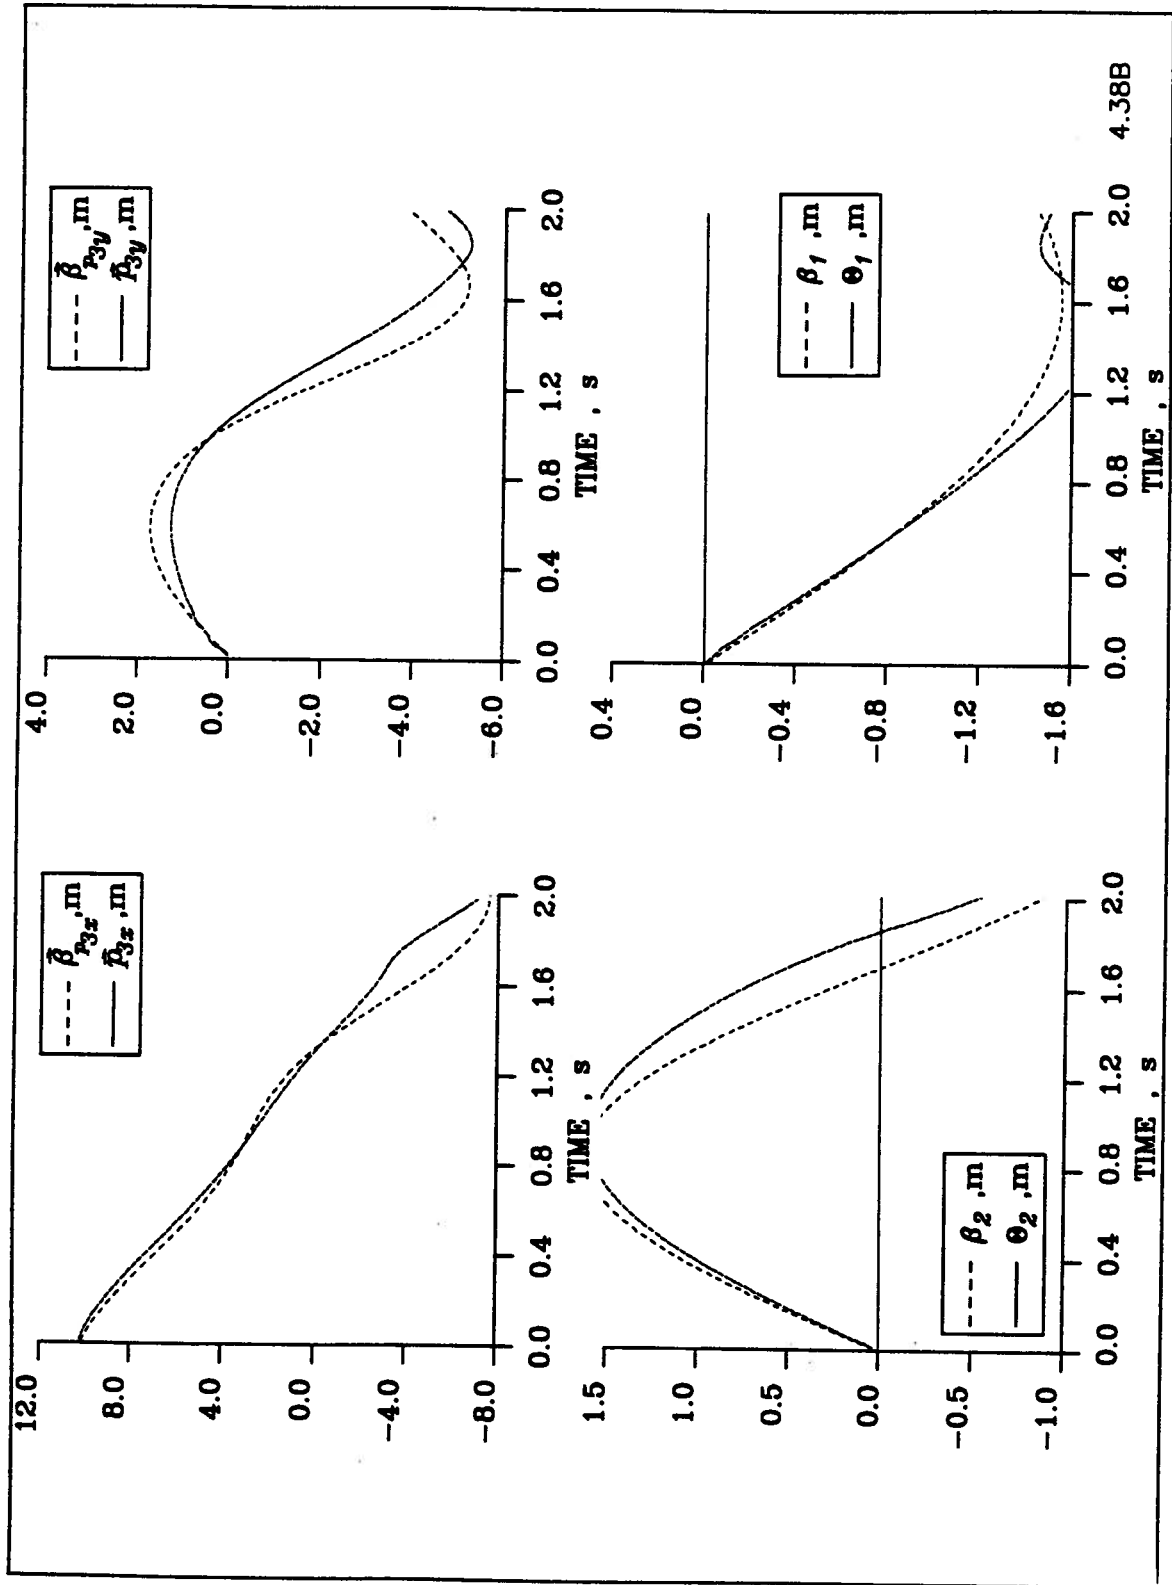 β⃗ₚ₃ₓ ,m
p⃗₃ₓ ,m
12.0
8.0
4.0
0.0
−4.0
−8.0
0.0 0.4 0.8 1.2 1.6 2.0
TIME , s
β⃗ₚ₃y ,m
p⃗₃y ,m
4.0
2.0
0.0
−2.0
−4.0
−6.0
0.0 0.4 0.8 1.2 1.6 2.0
TIME , s
1.5
1.0
0.5
0.0
−0.5
−1.0
β₂ ,m
Θ₂ ,m
0.0 0.4 0.8 1.2 1.6 2.0
TIME , s
0.4
0.0
−0.4
−0.8
−1.2
−1.6
β₁ ,m
Θ₁ ,m
0.0 0.4 0.8 1.2 1.6 2.0
TIME , s
4.38B